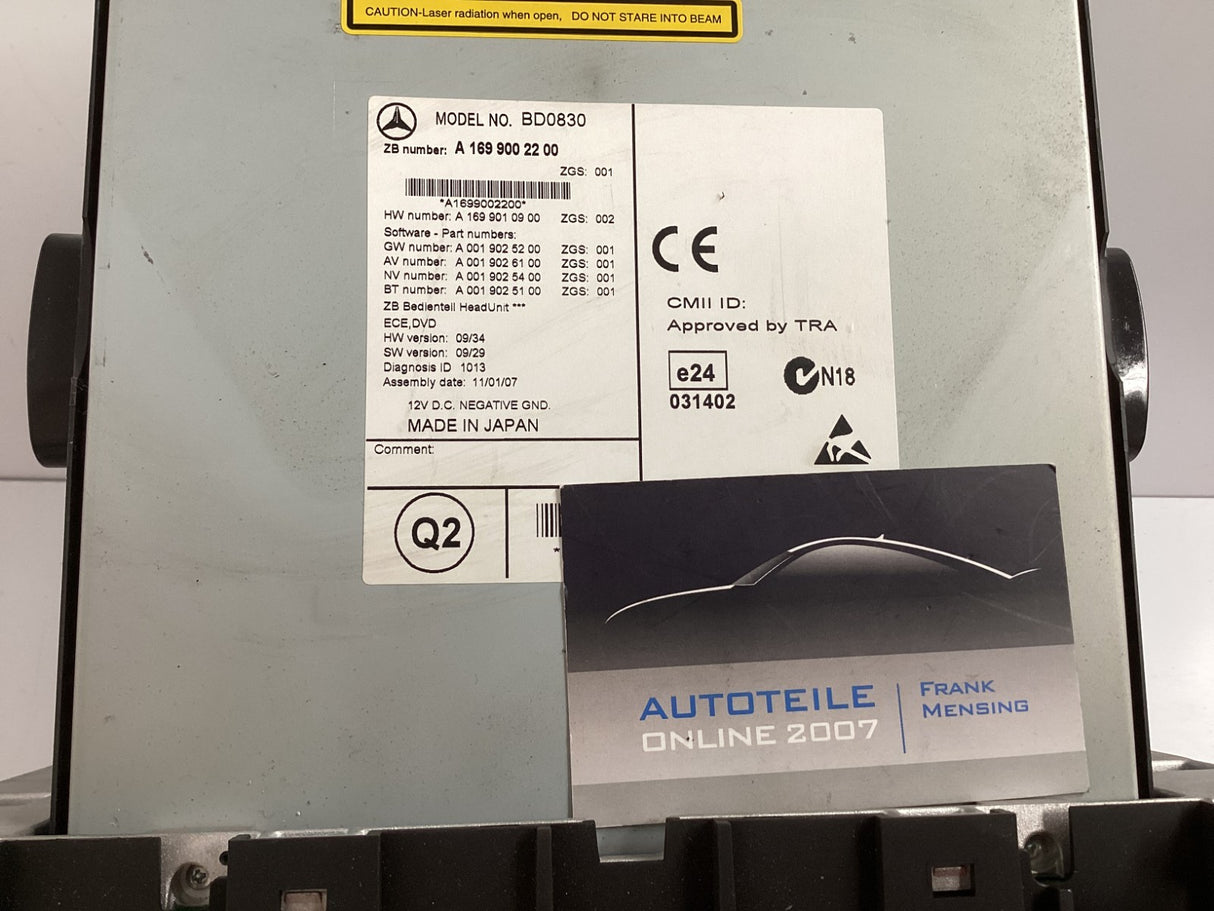 CAUTION-Laser radiation when open, DO NOT STARE INTO BEAM
MODEL NO. BD0830
ZB number: A 169 900 22 00
ZGS: 001
*A1699002200*
HW number: A 169 901 09 00 ZGS: 002
Software - Part numbers:
GW number: A 001 902 52 00 ZGS: 001
AV number: A 001 902 61 00 ZGS: 001
NV number: A 001 902 54 00 ZGS: 001
BT number: A 001 902 51 00 ZGS: 001
ZB Bedienteil HeadUnit ***
ECE,DVD
HW version: 09/34
SW version: 09/29
Diagnosis ID 1013
Assembly date: 11/01/07
12V D.C. NEGATIVE GND.
MADE IN JAPAN
Comment:
Q2
*
CE
CMII ID:
Approved by TRA
e24
031402
N18
AUTOTEILE
ONLINE 2007
FRANK
MENSING